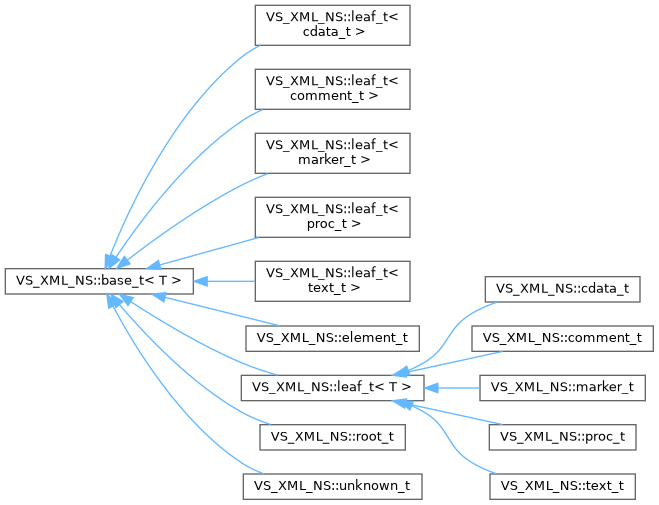 VS_XML_NS::leaf_t<
cdata_t >
VS_XML_NS::leaf_t<
comment_t >
VS_XML_NS::leaf_t<
marker_t >
VS_XML_NS::leaf_t<
proc_t >
VS_XML_NS::base_t< T >
VS_XML_NS::leaf_t<
text_t >
VS_XML_NS::element_t
VS_XML_NS::leaf_t< T >
VS_XML_NS::root_t
VS_XML_NS::unknown_t
VS_XML_NS::cdata_t
VS_XML_NS::comment_t
VS_XML_NS::marker_t
VS_XML_NS::proc_t
VS_XML_NS::text_t